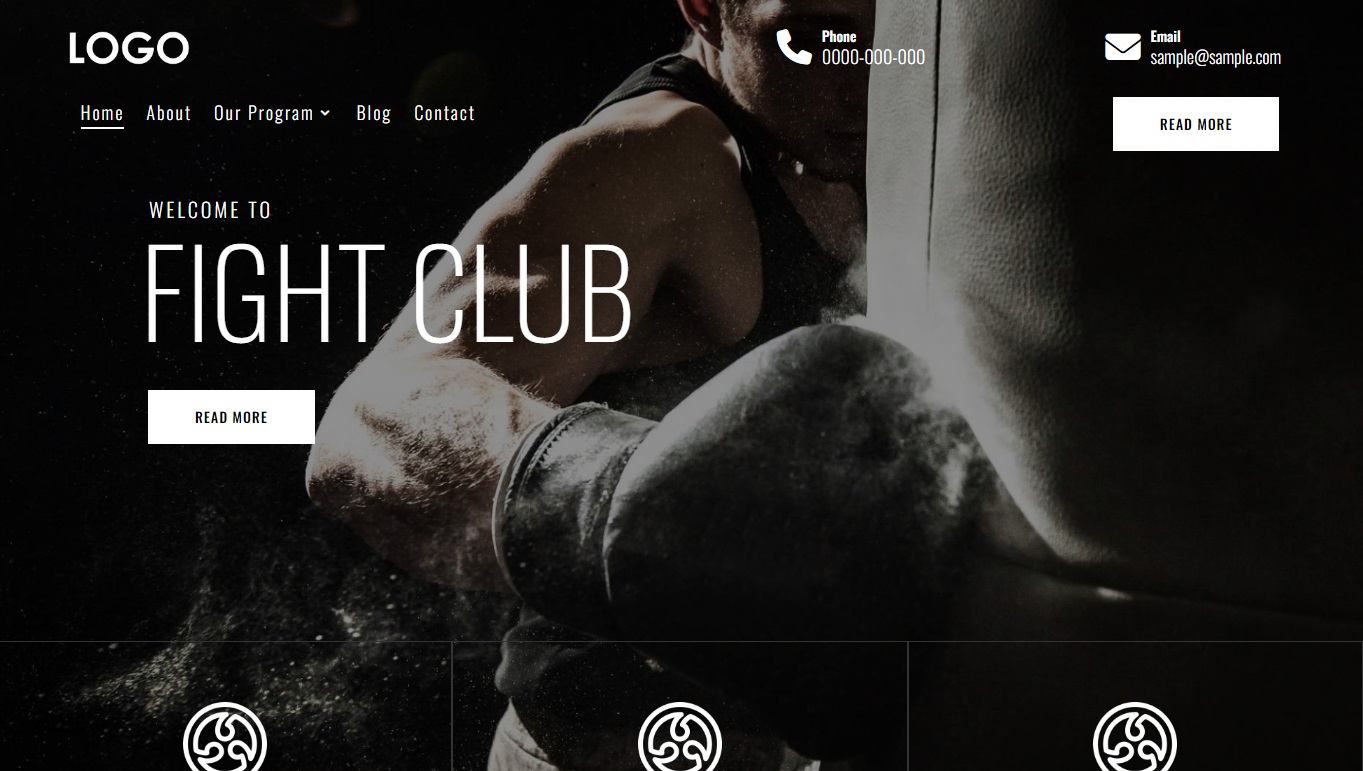 LOGO
Phone
0000-000-000
Email
sample@sample.com
Home About Our Program Blog Contact
READ MORE
WELCOME TO
FIGHT CLUB
READ MORE